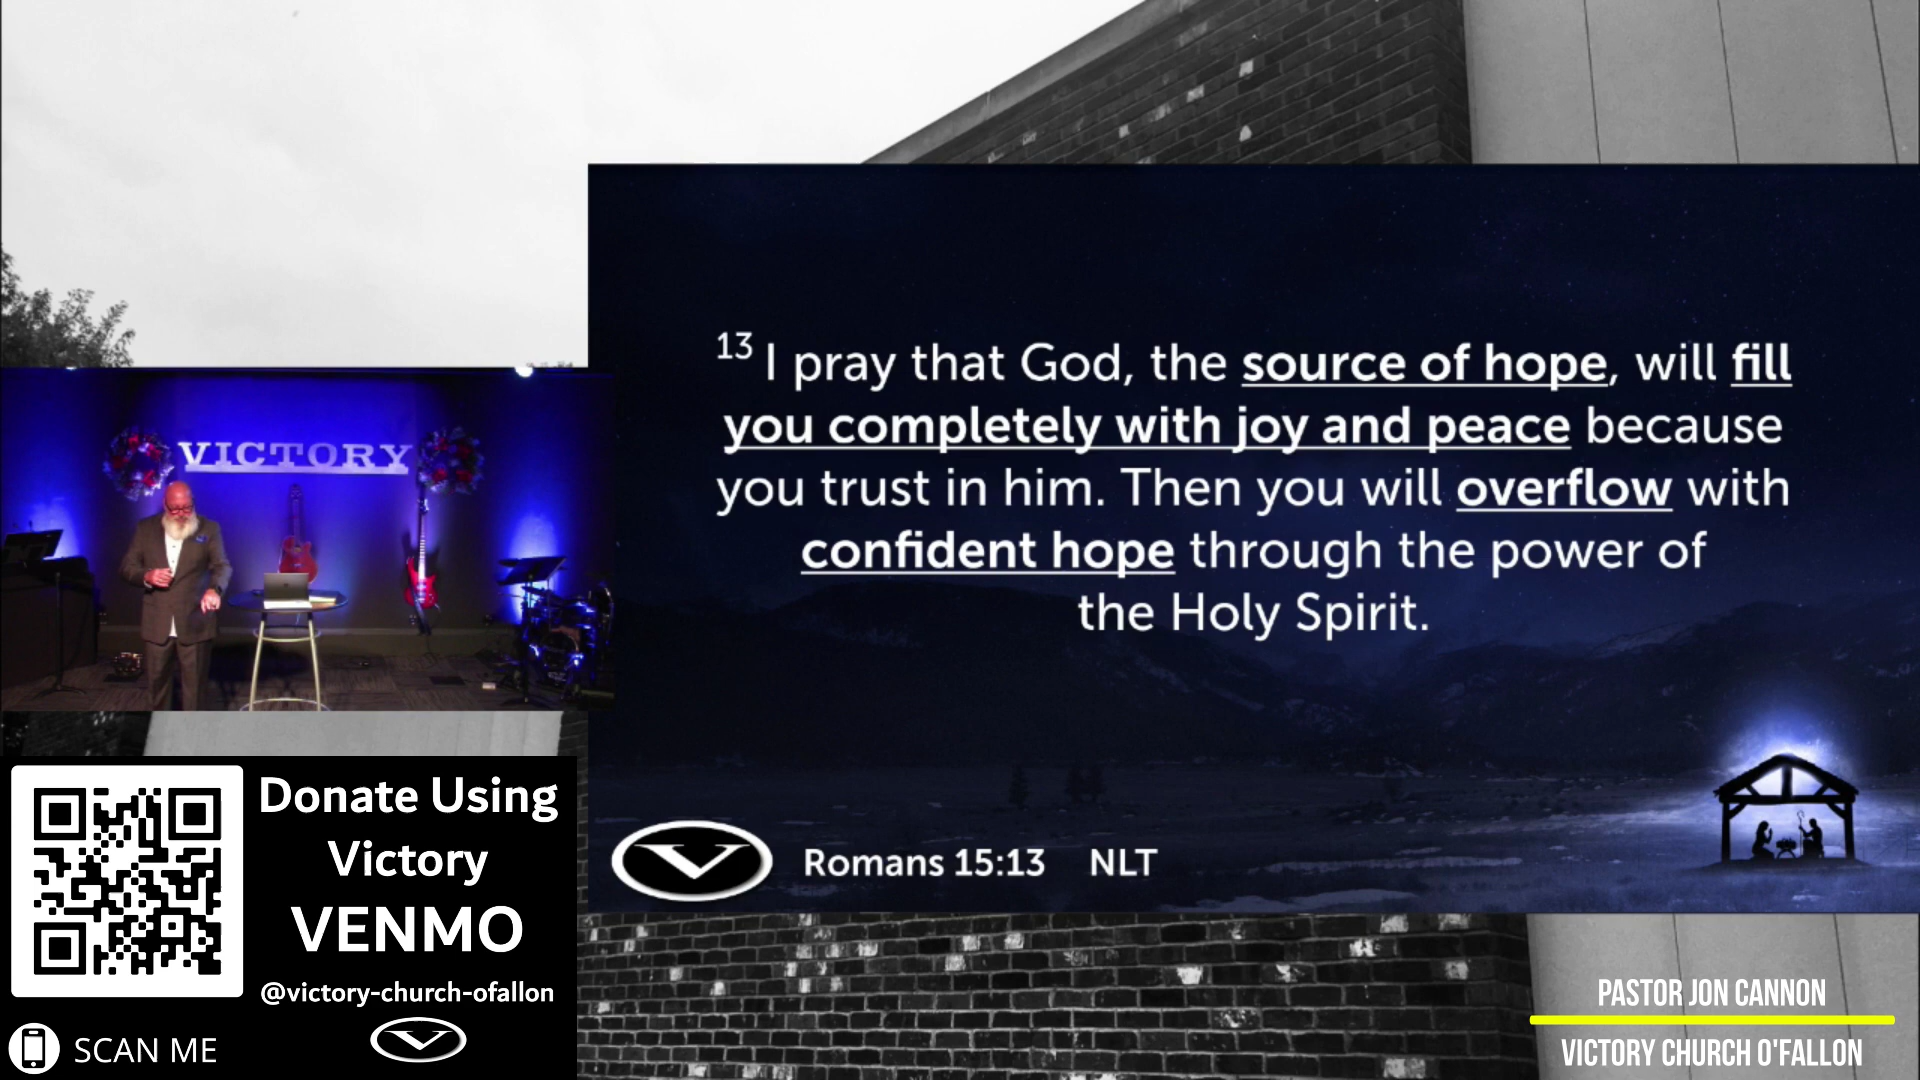 13 I pray that God, the source of hope, will fill
you completely with joy and peace because
you trust in him. Then you will overflow with
confident hope through the power of
the Holy Spirit.
Romans 15:13 NLT
VICTORY
Donate Using
Victory
VENMO
@victory-church-ofallon
SCAN ME
PASTOR JON CANNON
VICTORY CHURCH O'FALLON